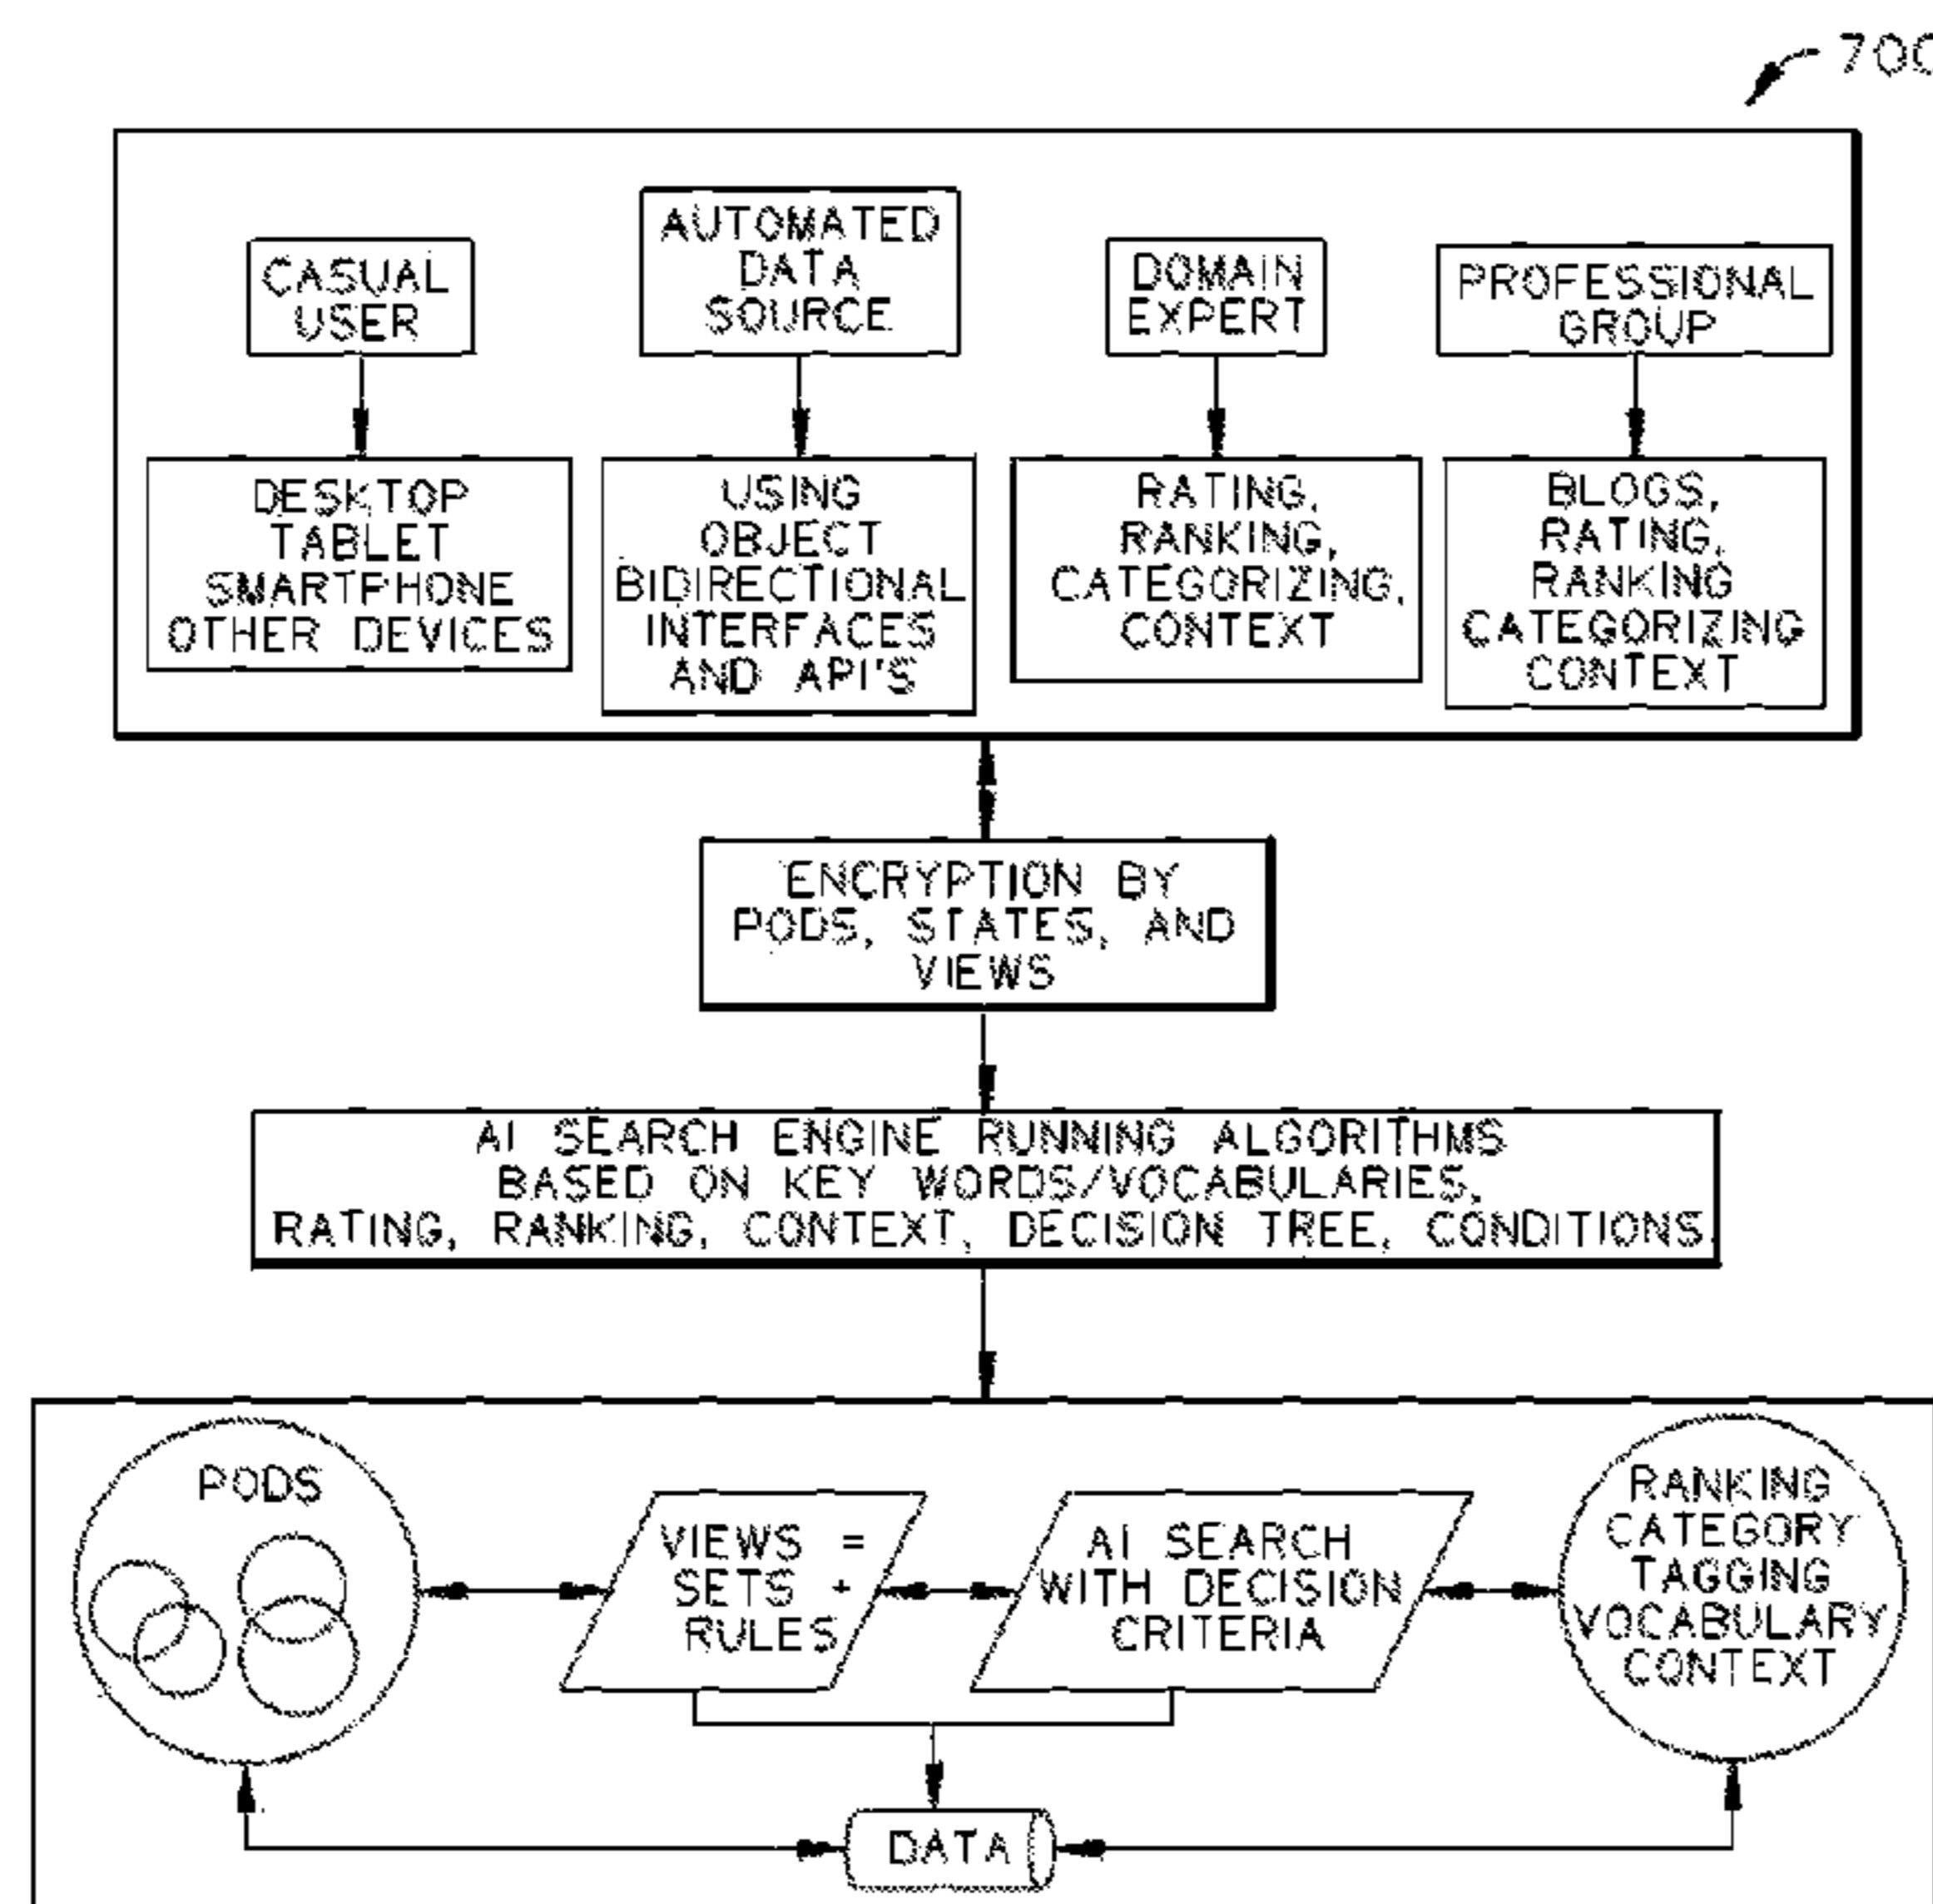 700
CASUAL
USER
AUTOMATED
DATA
SOURCE
DOMAIN
EXPERT
PROFESSIONAL
GROUP
DESKTOP
TABLET
SMARTPHONE
OTHER DEVICES
USING
OBJECT
BIDIRECTIONAL
INTERFACES
AND API'S
RATING,
RANKING,
CATEGORIZING,
CONTEXT
BLOGS,
RATING,
RANKING
CATEGORIZING
CONTEXT
ENCRYPTION BY
PODS, STATES, AND
VIEWS
AI SEARCH ENGINE RUNNING ALGORITHMS
BASED ON KEY WORDS/VOCABULARIES,
RATING, RANKING, CONTEXT, DECISION TREE, CONDITIONS.
PODS
VIEWS =
SETS +
RULES
AI SEARCH
WITH DECISION
CRITERIA
RANKING
CATEGORY
TAGGING
VOCABULARY
CONTEXT
DATA